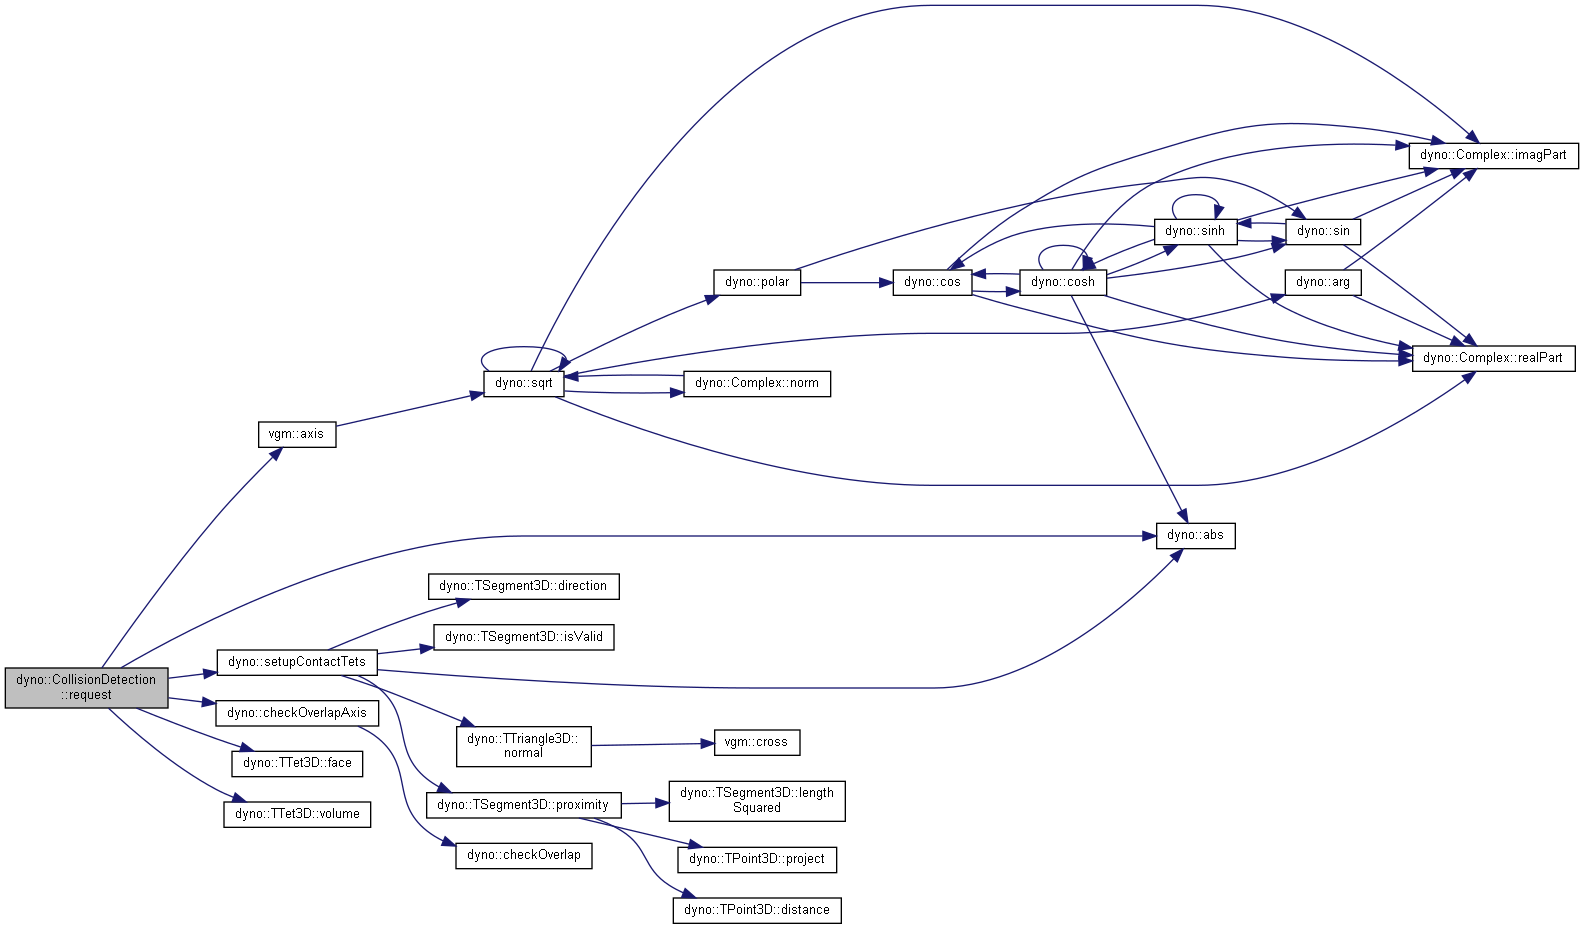 dyno::Complex::imagPart
dyno::sinh
dyno::sin
dyno::polar
dyno::cos
dyno::cosh
dyno::arg
dyno::Complex::realPart
dyno::sqrt
dyno::Complex::norm
vgm::axis
dyno::abs
dyno::TSegment3D::direction
dyno::TSegment3D::isValid
dyno::setupContactTets
dyno::CollisionDetection
::request
dyno::checkOverlapAxis
dyno::TTriangle3D::
normal
vgm::cross
dyno::TTet3D::face
dyno::TSegment3D::length
Squared
dyno::TSegment3D::proximity
dyno::TTet3D::volume
dyno::checkOverlap
dyno::TPoint3D::project
dyno::TPoint3D::distance